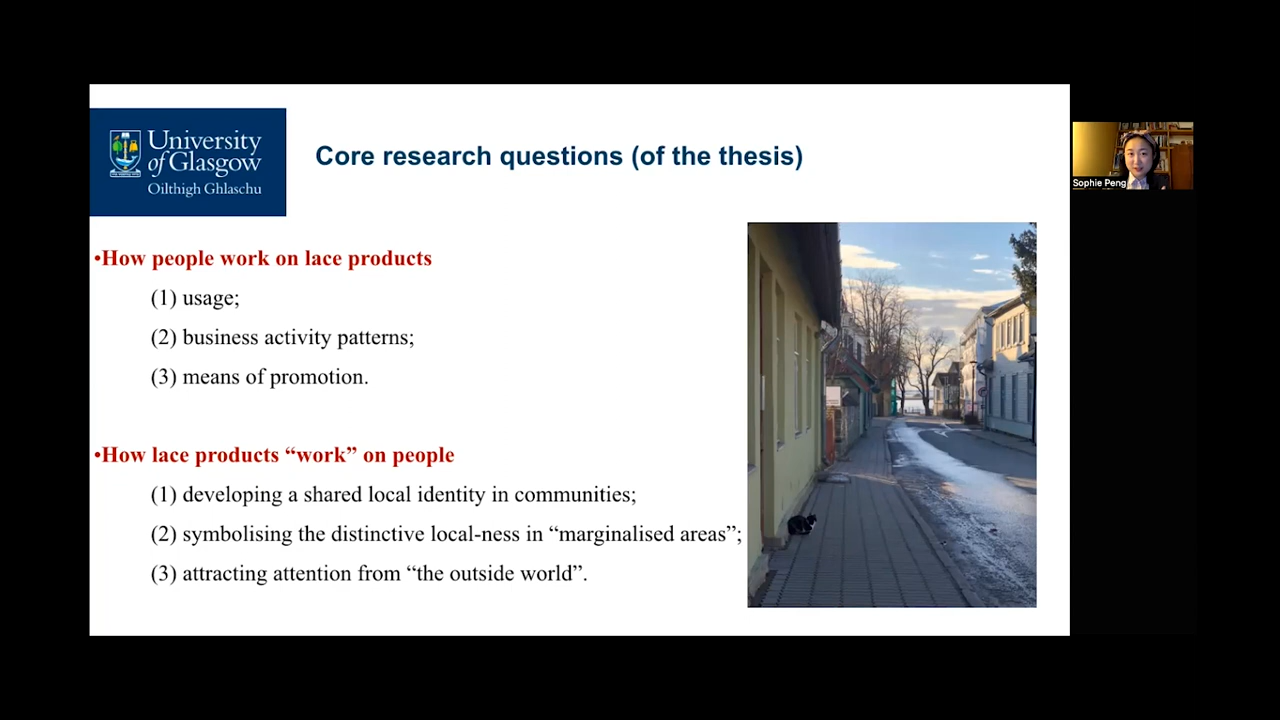 University
of Glasgow
Oilthigh Ghlaschu
Core research questions (of the thesis)
•How people work on lace products
(1) usage;
(2) business activity patterns;
(3) means of promotion.
•How lace products “work” on people
(1) developing a shared local identity in communities;
(2) symbolising the distinctive local-ness in “marginalised areas”;
(3) attracting attention from “the outside world”.
Sophie Peng